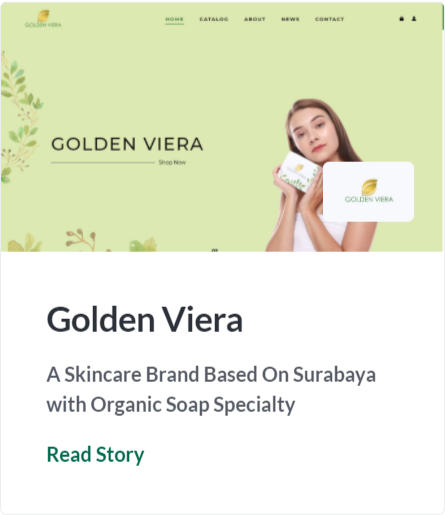 GOLDEN VIERA
HOME CATALOG ABOUT NEWS CONTACT
GOLDEN VIERA
Shop Now
GOLDEN VIERA
Golden Viera
A Skincare Brand Based On Surabaya
with Organic Soap Specialty
Read Story